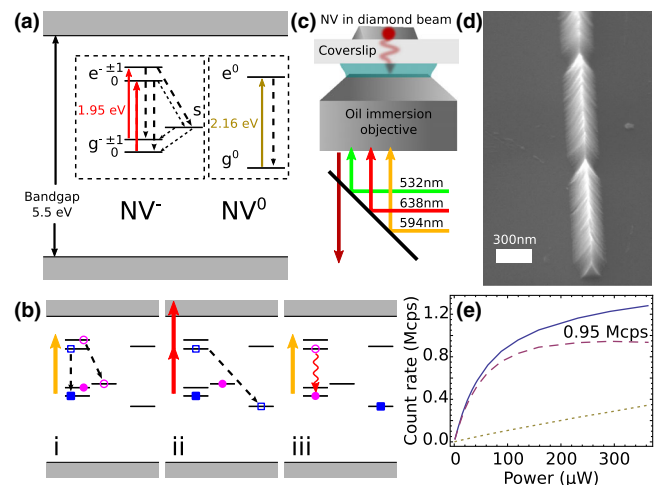 (a)
e⁻ ±1
0
1.95 eV
g⁻ ±1
0
s
e⁰
2.16 eV
g⁰
Bandgap
5.5 eV
NV⁻
NV⁰
(c)
NV in diamond beam
Coverslip
Oil immersion
objective
532nm
638nm
594nm
(d)
300nm
(b)
i
ii
iii
(e)
Count rate (Mcps)
1.2
0.8
0.4
0.0
0.95 Mcps
0 100 200 300
Power (μW)